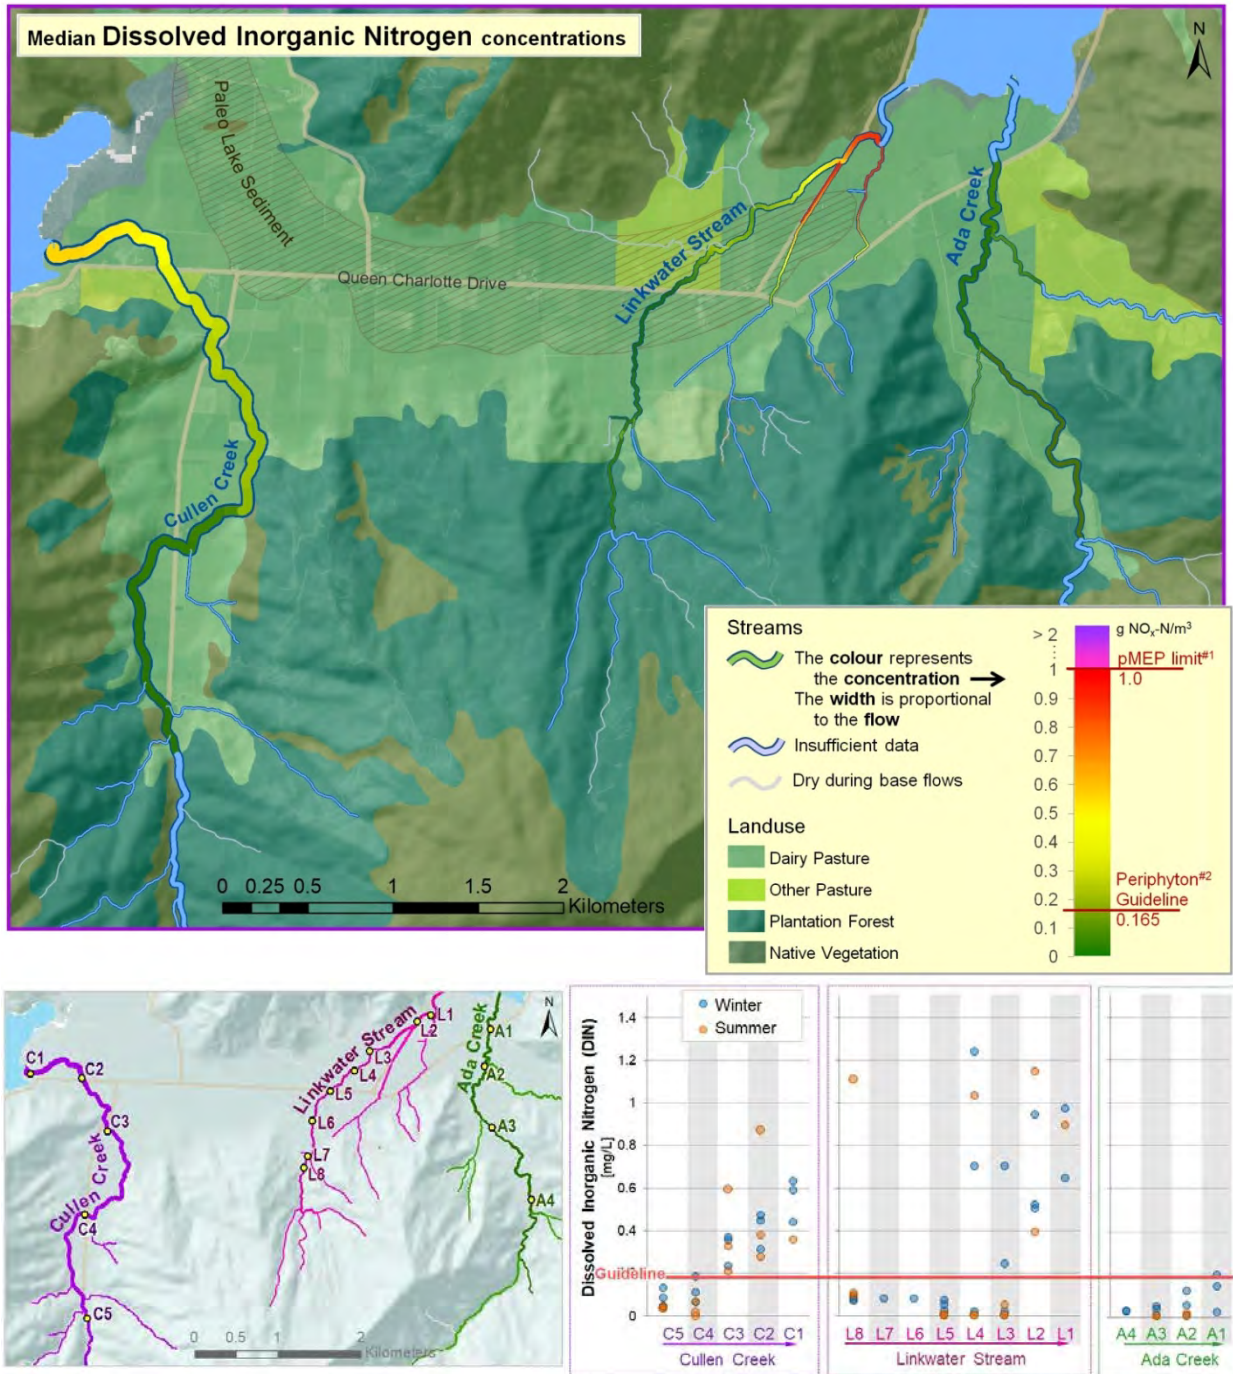 Median Dissolved Inorganic Nitrogen concentrations
N
Paleo Lake Sediment
Queen Charlotte Drive
Linkwater Stream
Ada Creek
Cullen Creek
0 0.25 0.5 1 1.5 2
Kilometers
Streams
The colour represents
the concentration
The width is proportional
to the flow
Insufficient data
Dry during base flows
Landuse
Dairy Pasture
Other Pasture
Plantation Forest
Native Vegetation
g NOx-N/m³
> 2
pMEP limit#1
1
1.0
0.9
0.8
0.7
0.6
0.5
0.4
0.3
Periphyton#2
0.2
Guideline
0.165
0.1
0
N
C1
C2
C3
C4
C5
Cullen Creek
L1
L2
L3
L4
L5
L6
L7
L8
Linkwater Stream
A1
A2
A3
A4
Ada Creek
0 0.5 1 2
Kilometers
Winter
Summer
Dissolved Inorganic Nitrogen (DIN)
[mg/L]
1.4
1.2
1
0.8
0.6
0.4
Guideline
0
C5 C4 C3 C2 C1
Cullen Creek
L8 L7 L6 L5 L4 L3 L2 L1
Linkwater Stream
A4 A3 A2 A1
Ada Creek